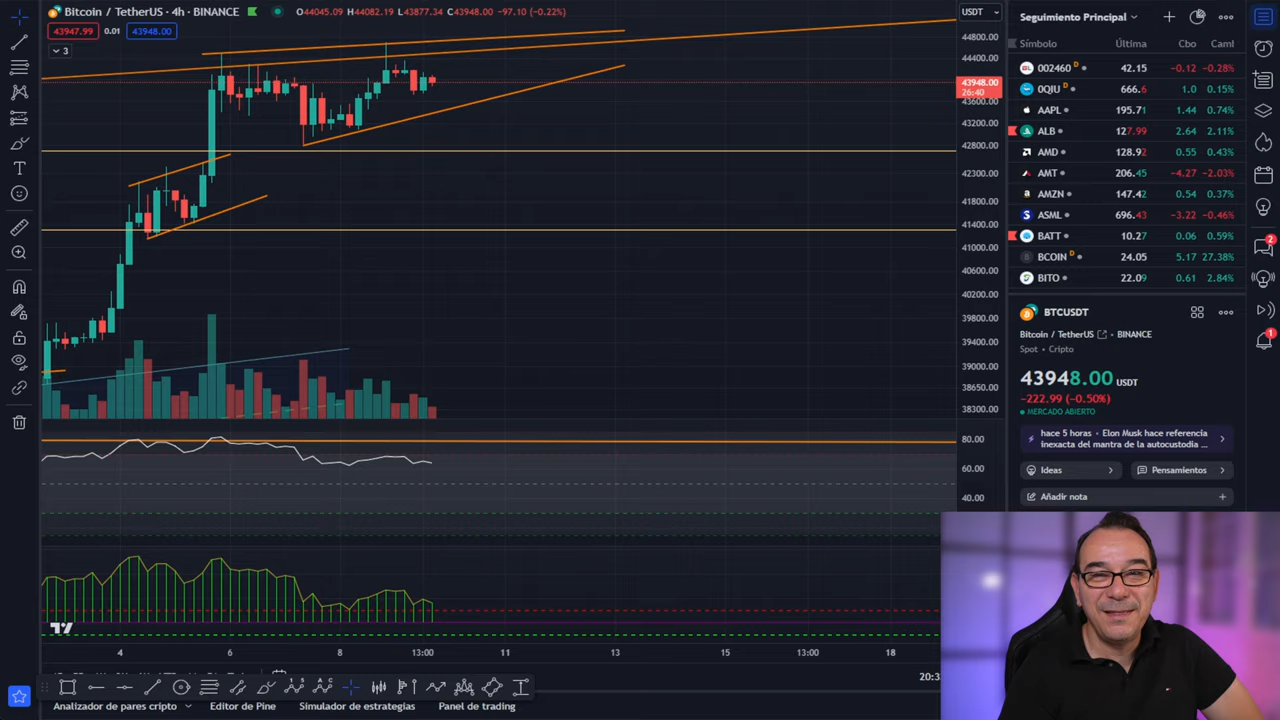 Bitcoin / TetherUS · 4h · BINANCE
O44045.09 H44082.19 L43877.34 C43948.00 −97.10 (−0.22%)
43947.99 0.01 43948.00
3
USDT
44800.00
44400.00
43948.00
26:40
43600.00
43200.00
42800.00
42300.00
41800.00
41400.00
41000.00
40600.00
40200.00
39800.00
39400.00
39000.00
38650.00
38300.00
80.00
60.00
40.00
4 6 8 13:00 11 13 15 13:00 18
Analizador de pares cripto Editor de Pine Simulador de estrategias Panel de trading
Seguimiento Principal
Símbolo Última Cbo
002460 D 42.15 −0.12 −0.28%
0QJU D 666.6 1.0 0.15%
AAPL 195.71 1.44 0.74%
ALB 127.99 2.64 2.11%
AMD 128.92 0.55 0.43%
AMT 206.45 −4.27 −2.03%
AMZN 147.42 0.54 0.37%
ASML 696.43 −3.22 −0.46%
BATT 10.27 0.06 0.59%
BCOIN D 24.05 5.17 27.38%
BITO 22.09 0.61 2.84%
BTCUSDT
Bitcoin / TetherUS BINANCE
Spot • Cripto
43948.00 USDT
−222.99 (−0.50%)
MERCADO ABIERTO
hace 5 horas • Elon Musk hace referencia
inexacta del mantra de la autocustodia ...
Ideas Pensamientos
Añadir nota
2
1